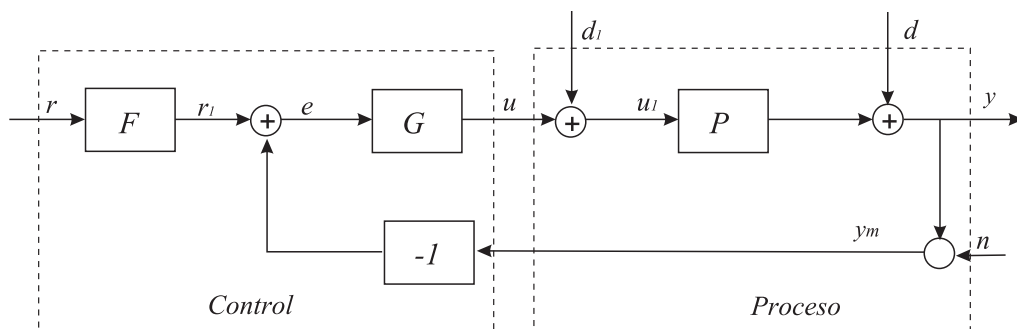 d₁
d
r
F
r₁
+
e
G
u
+
u₁
P
+
y
-1
yₘ
n
Control
Proceso